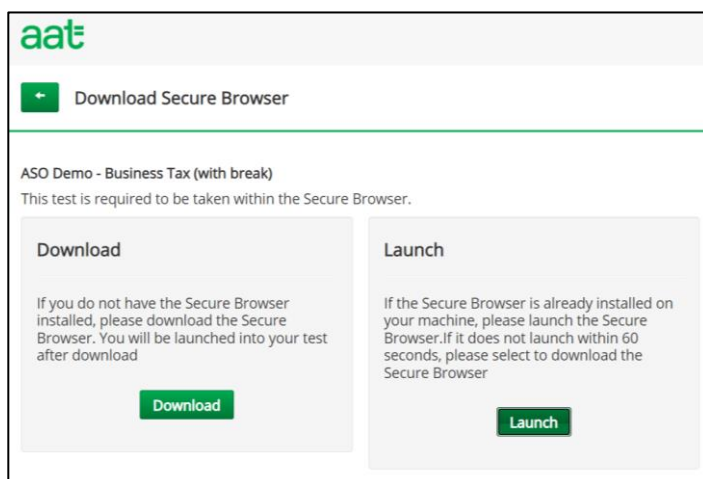 aat
Download Secure Browser
ASO Demo - Business Tax (with break)
This test is required to be taken within the Secure Browser.
Download
If you do not have the Secure Browser
installed, please download the Secure
Browser. You will be launched into your test
after download
Download
Launch
If the Secure Browser is already installed on
your machine, please launch the Secure
Browser.If it does not launch within 60
seconds, please select to download the
Secure Browser
Launch